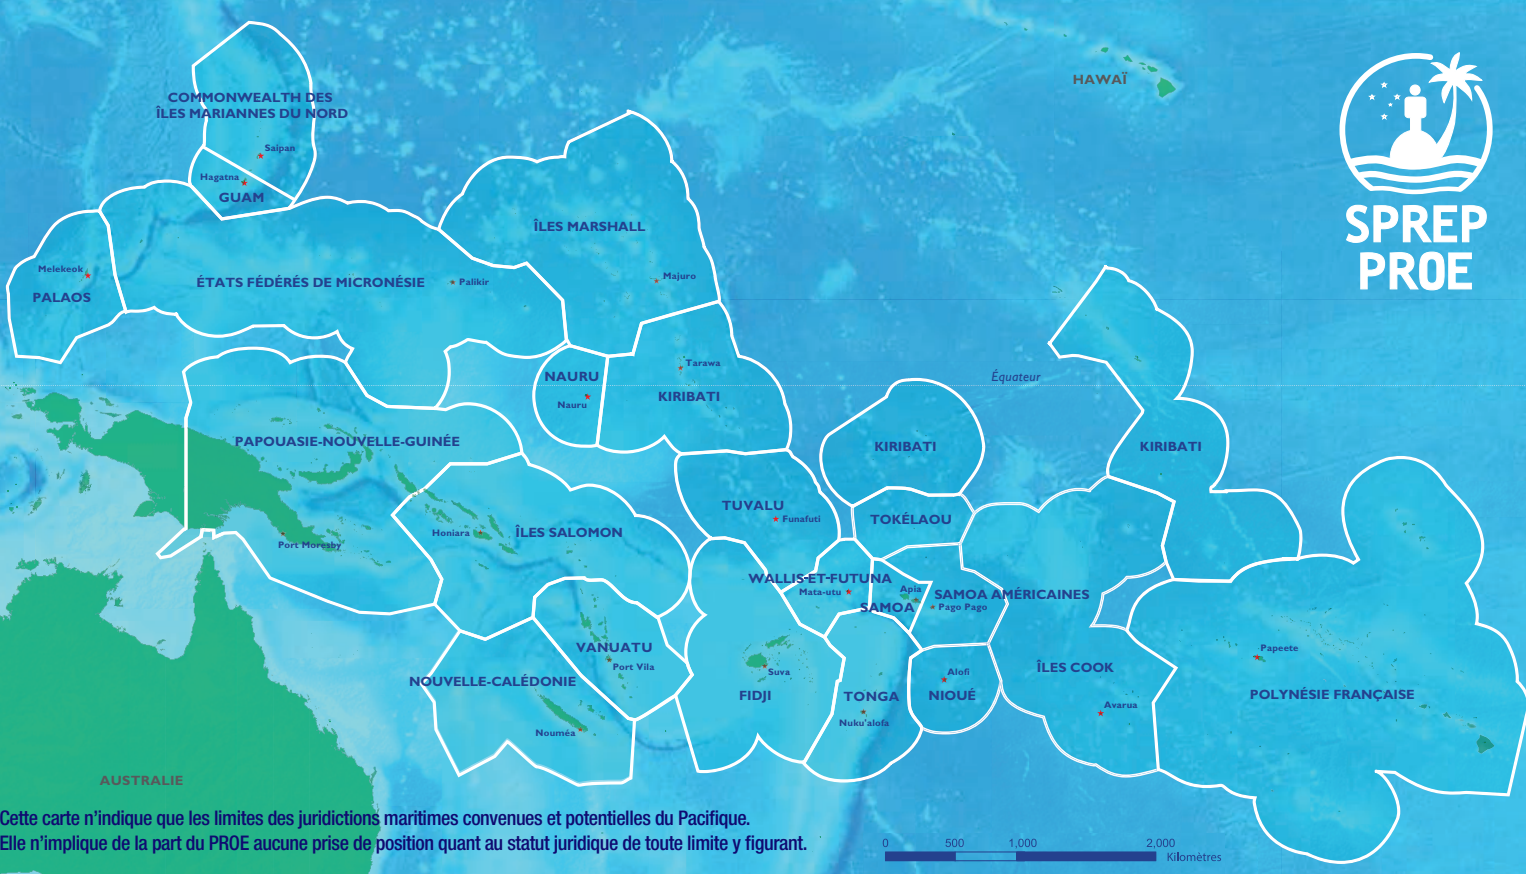 HAWAÏ
COMMONWEALTH DES
ÎLES MARIANNES DU NORD
Saipan
Hagatna
GUAM
SPREP
PROE
ÎLES MARSHALL
Melekeok
PALAOS
ÉTATS FÉDÉRÉS DE MICRONÉSIE
Palikir
Majuro
Tarawa
NAURU
Nauru
KIRIBATI
Équateur
PAPOUASIE-NOUVELLE-GUINÉE
KIRIBATI
KIRIBATI
TUVALU
Funafuti
TOKÉLAOU
Honiara
ÎLES SALOMON
Port Moresby
WALLIS-ET-FUTUNA
Mata-utu
Apia
SAMOA
SAMOA AMÉRICAINES
Pago Pago
VANUATU
Port Vila
Papeete
NOUVELLE-CALÉDONIE
Suva
FIDJI
TONGA
Nuku'alofa
Alofi
NIOUÉ
ÎLES COOK
Avarua
POLYNÉSIE FRANÇAISE
Nouméa
AUSTRALIE
Cette carte n'indique que les limites des juridictions maritimes convenues et potentielles du Pacifique.
Elle n'implique de la part du PROE aucune prise de position quant au statut juridique de toute limite y figurant.
0 500 1,000 2,000
Kilomètres